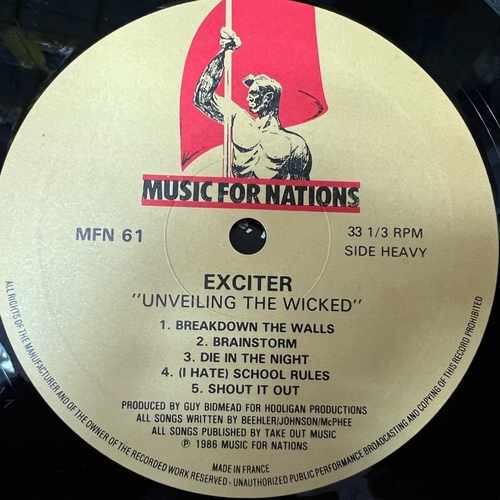 MUSIC FOR NATIONS
MFN 61
33 1/3 RPM
SIDE HEAVY
EXCITER
"UNVEILING THE WICKED"
1. BREAKDOWN THE WALLS
2. BRAINSTORM
3. DIE IN THE NIGHT
4. (I HATE) SCHOOL RULES
5. SHOUT IT OUT
PRODUCED BY GUY BIDMEAD FOR HOOLIGAN PRODUCTIONS
ALL SONGS WRITTEN BY BEEHLER/JOHNSON/McPHEE
ALL SONGS PUBLISHED BY TAKE OUT MUSIC
℗ 1986 MUSIC FOR NATIONS
MADE IN FRANCE
ALL RIGHTS OF THE MANUFACTURER AND OF THE OWNER OF THE RECORDED WORK RESERVED - UNAUTHORIZED PUBLIC PERFORMANCE, BROADCASTING AND COPYING OF THIS RECORD PROHIBITED